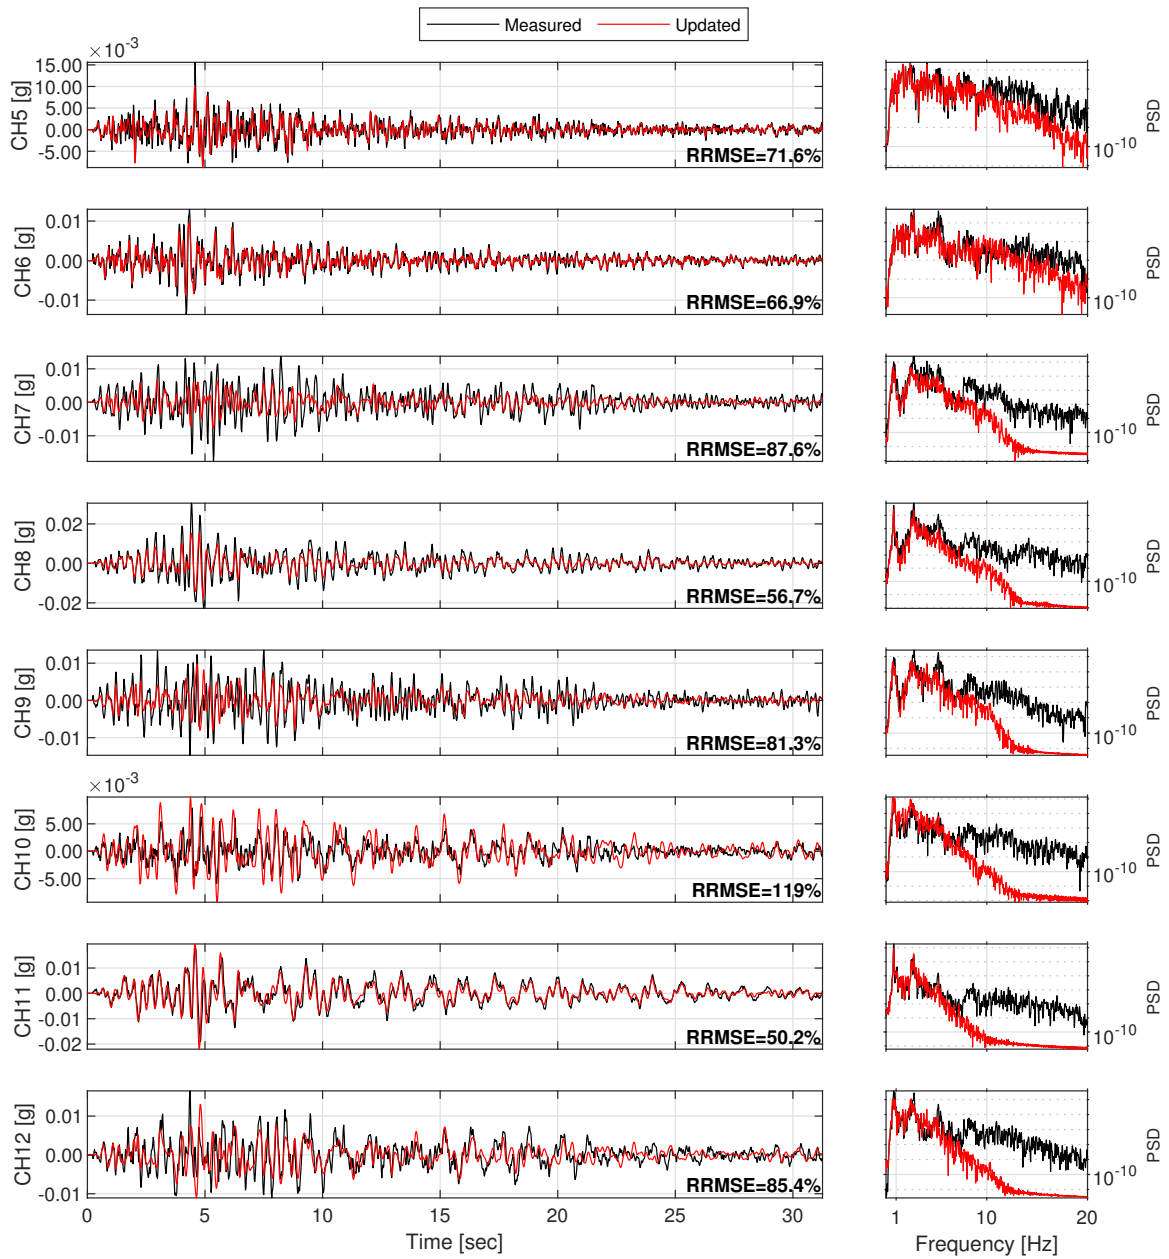 Measured Updated
×10⁻³
15.00
10.00
5.00
0.00
-5.00
CH5 [g]
RRMSE=71.6%
PSD
10⁻¹⁰
0.01
0.00
-0.01
CH6 [g]
RRMSE=66.9%
PSD
10⁻¹⁰
0.01
0.00
-0.01
CH7 [g]
RRMSE=87.6%
PSD
10⁻¹⁰
0.02
0.00
-0.02
CH8 [g]
RRMSE=56.7%
PSD
10⁻¹⁰
0.01
0.00
-0.01
CH9 [g]
RRMSE=81.3%
PSD
10⁻¹⁰
×10⁻³
5.00
0.00
-5.00
CH10 [g]
RRMSE=119%
PSD
10⁻¹⁰
0.01
0.00
-0.01
-0.02
CH11 [g]
RRMSE=50.2%
PSD
10⁻¹⁰
0.01
0.00
-0.01
CH12 [g]
RRMSE=85.4%
PSD
10⁻¹⁰
0 5 10 15 20 25 30
Time [sec]
1 10 20
Frequency [Hz]